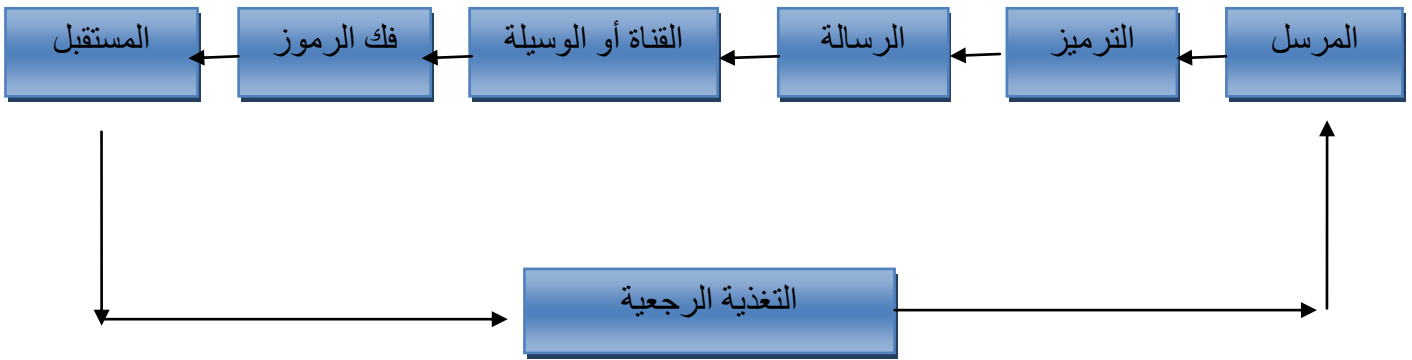 المرسل
الترميز
الرسالة
القناة أو الوسيلة
فك الرموز
المستقبل
التغذية الرجعية